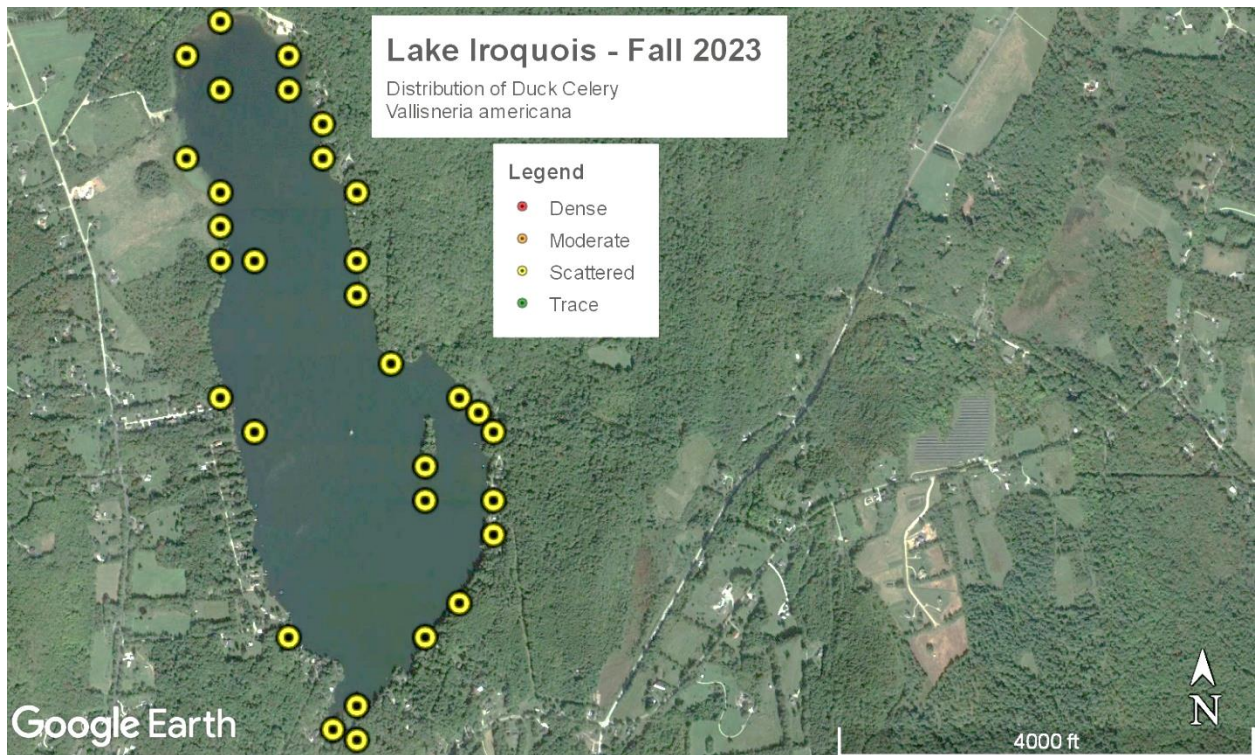 Lake Iroquois - Fall 2023
Distribution of Duck Celery
Vallisneria americana
Legend
Dense
Moderate
Scattered
Trace
Google Earth
4000 ft
N